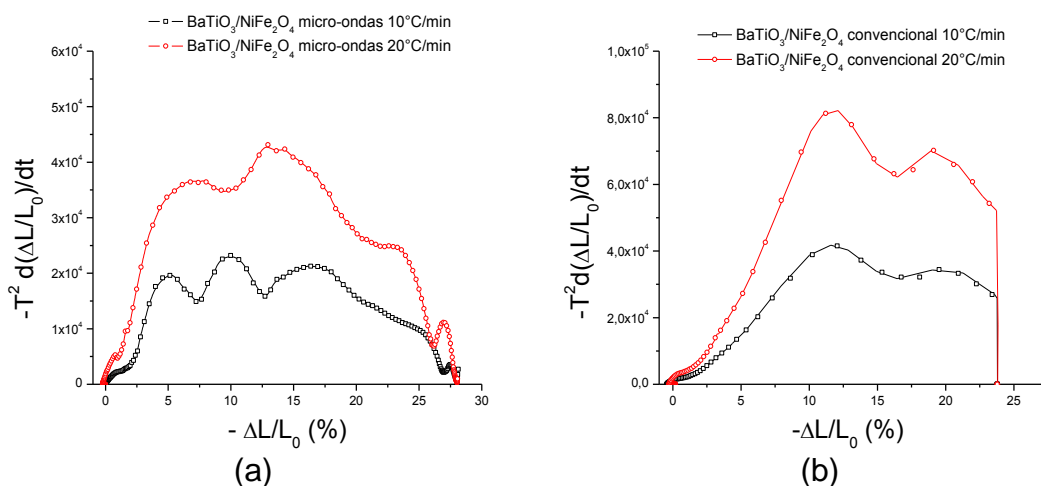 (a)
BaTiO₃/NiFe₂O₄ micro-ondas 10°C/min
BaTiO₃/NiFe₂O₄ micro-ondas 20°C/min
6x10⁴
5x10⁴
4x10⁴
3x10⁴
2x10⁴
1x10⁴
0
-T² d(ΔL/L₀)/dt
0 5 10 15 20 25 30
- ΔL/L₀ (%)
(a)
(b)
BaTiO₃/NiFe₂O₄ convencional 10°C/min
BaTiO₃/NiFe₂O₄ convencional 20°C/min
1,0x10⁵
8,0x10⁴
6,0x10⁴
4,0x10⁴
2,0x10⁴
0,0
-T² d(ΔL/L₀)/dt
0 5 10 15 20 25
-ΔL/L₀ (%)
(b)